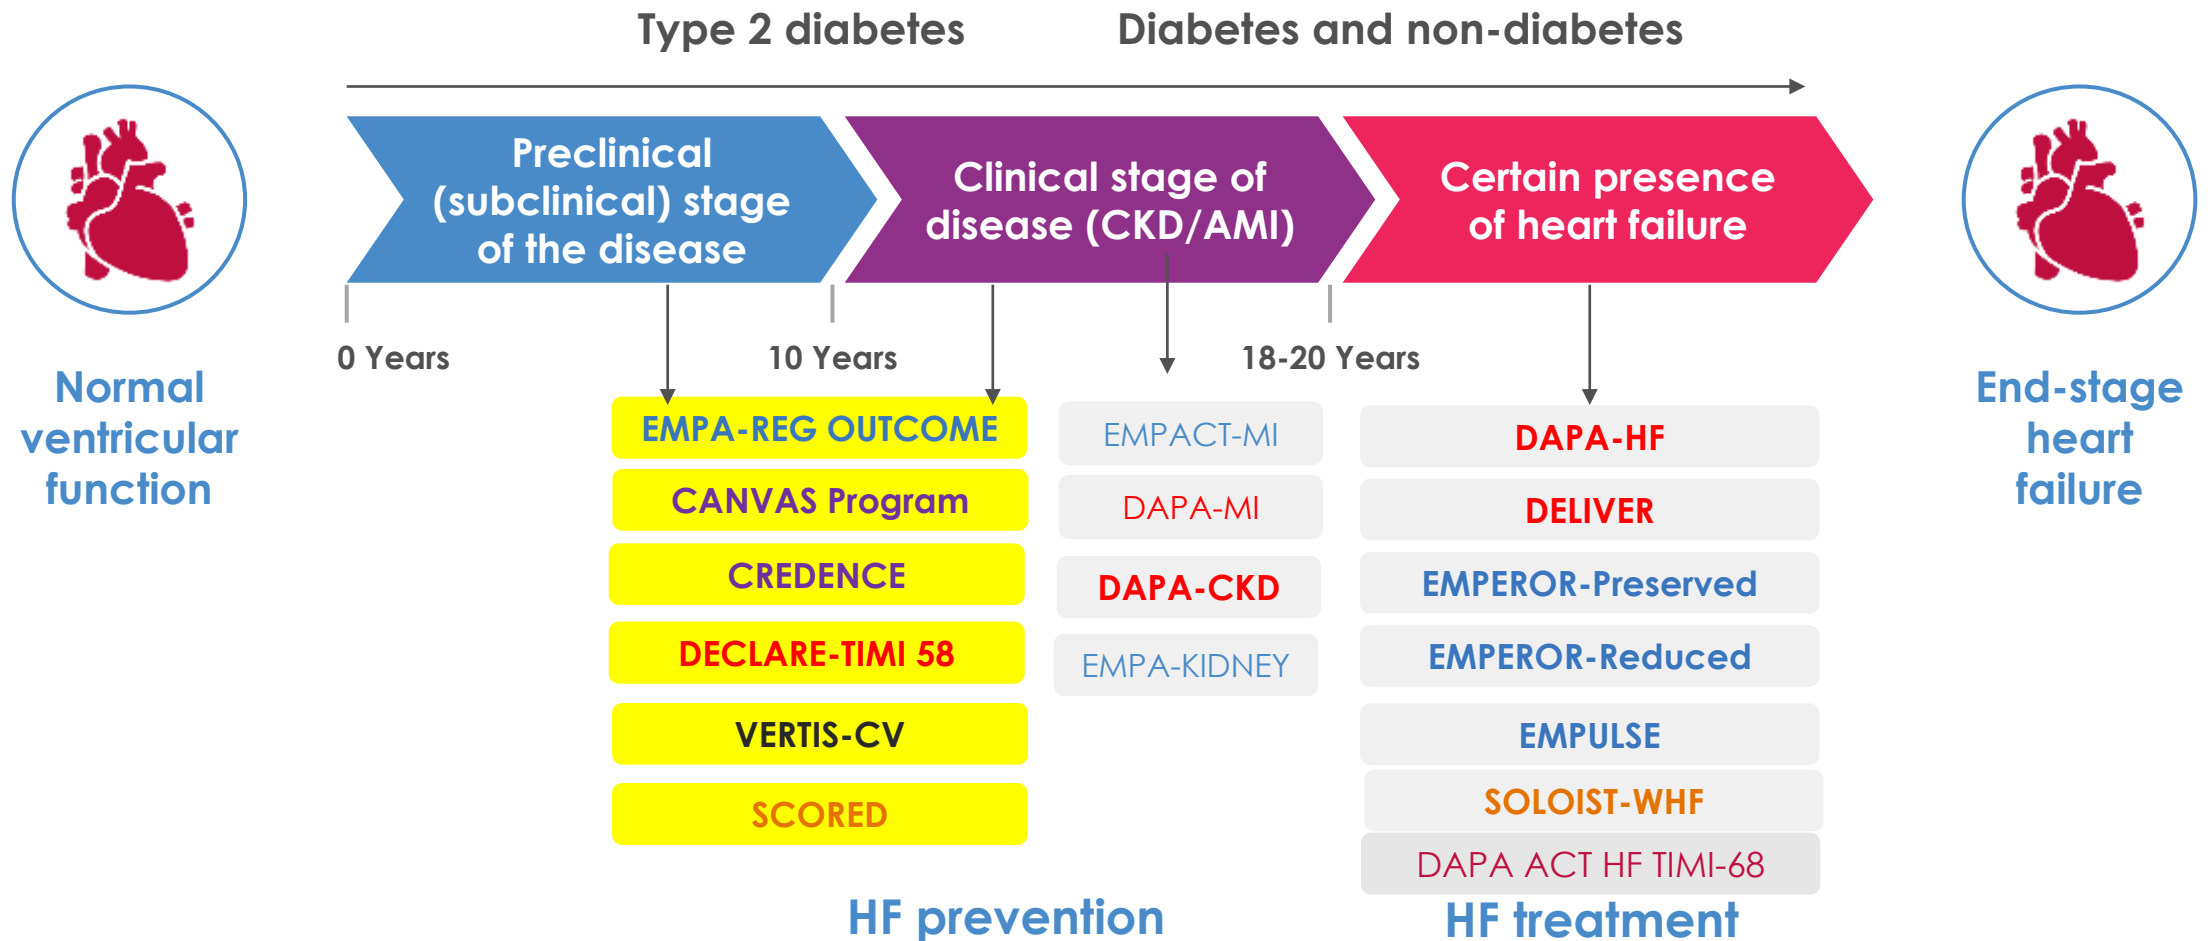 Type 2 diabetes
Diabetes and non-diabetes
Preclinical
(subclinical) stage
of the disease
Clinical stage of
disease (CKD/AMI)
Certain presence
of heart failure
0 Years
10 Years
18-20 Years
Normal
ventricular
function
End-stage
heart
failure
EMPA-REG OUTCOME
CANVAS Program
CREDENCE
DECLARE-TIMI 58
VERTIS-CV
SCORED
EMPACT-MI
DAPA-MI
DAPA-CKD
EMPA-KIDNEY
DAPA-HF
DELIVER
EMPEROR-Preserved
EMPEROR-Reduced
EMPULSE
SOLOIST-WHF
DAPA ACT HF TIMI-68
HF prevention
HF treatment